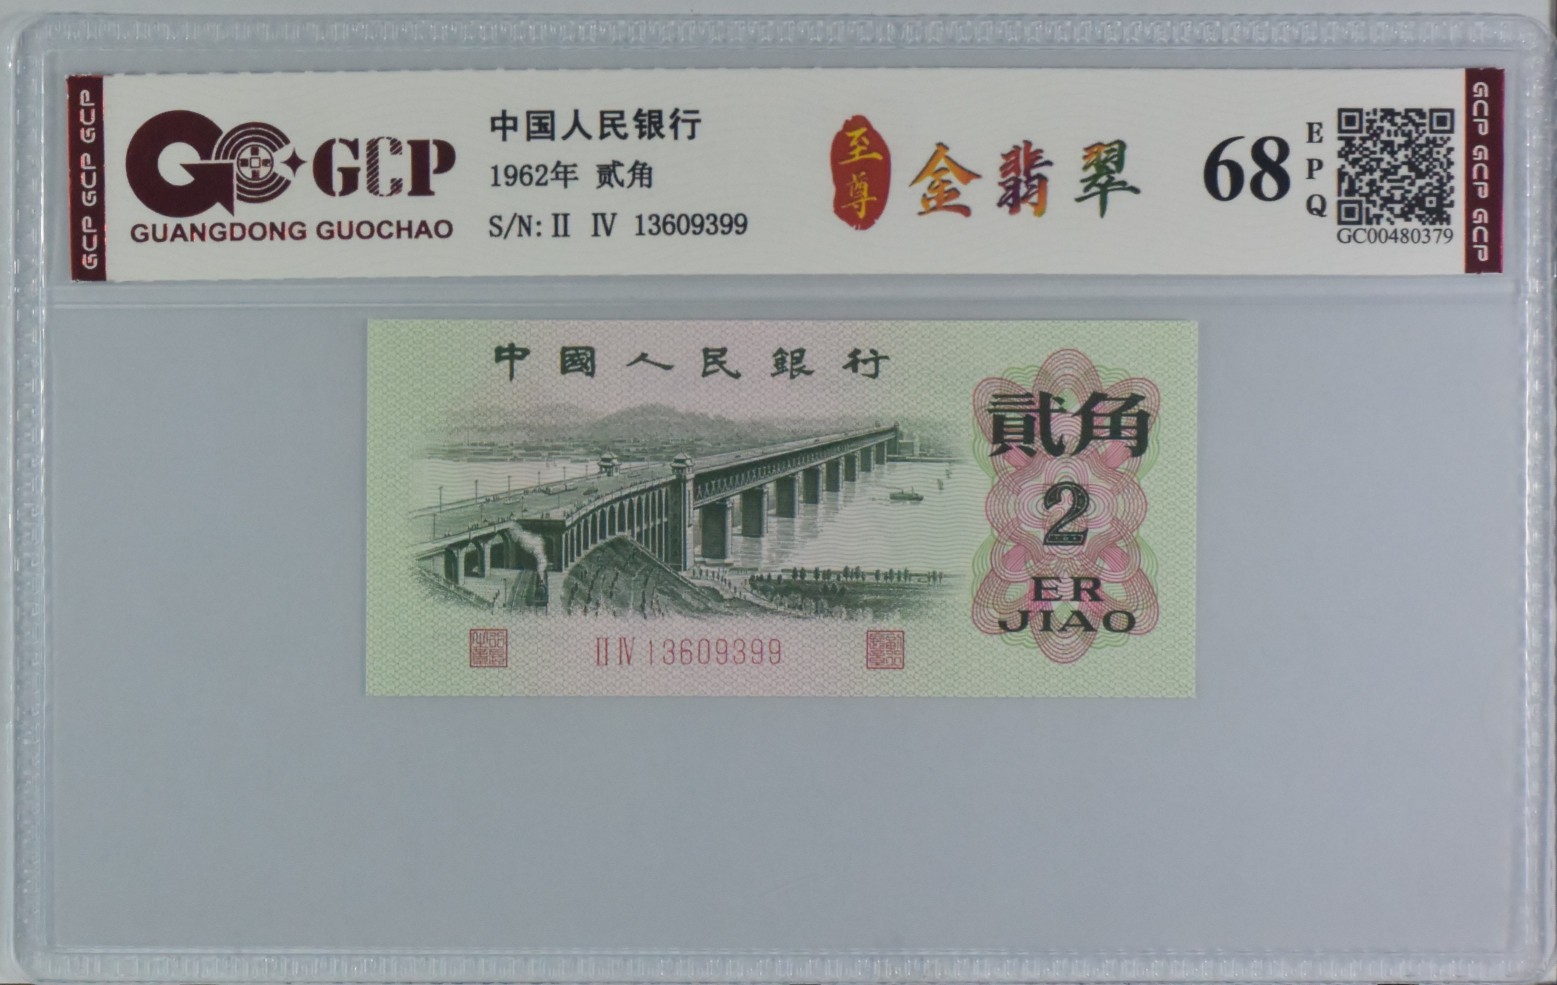 GCP GCP GCP
GCP
GUANGDONG GUOCHAO
中国人民银行
1962年 贰角
S/N: II IV 13609399
至尊
金翡翠
68
EPQ
GC00480379
GCP GCP GCP
中國人民銀行
貳角
2
ER
JIAO
II IV 13609399